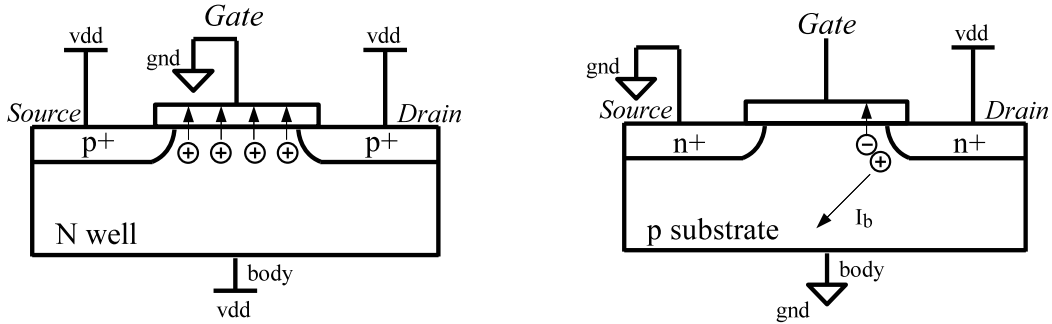 Gate
vdd
vdd
gnd
Source
Drain
p+
p+
+
+
+
+
N well
body
vdd
Gate
vdd
gnd
Source
Drain
n+
n+
−
+
I_b
p substrate
body
gnd